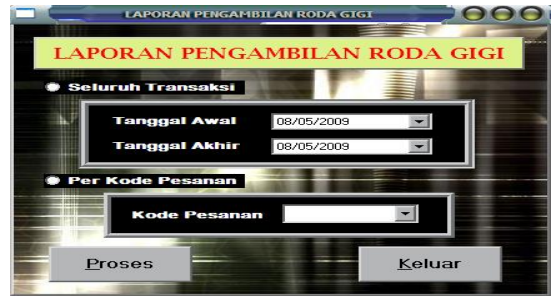 LAPORAN PENGAMBILAN RODA GIGI
LAPORAN PENGAMBILAN RODA GIGI
Seluruh Transaksi
Tanggal Awal 08/05/2009
Tanggal Akhir 08/05/2009
Per Kode Pesanan
Kode Pesanan
Proses Keluar